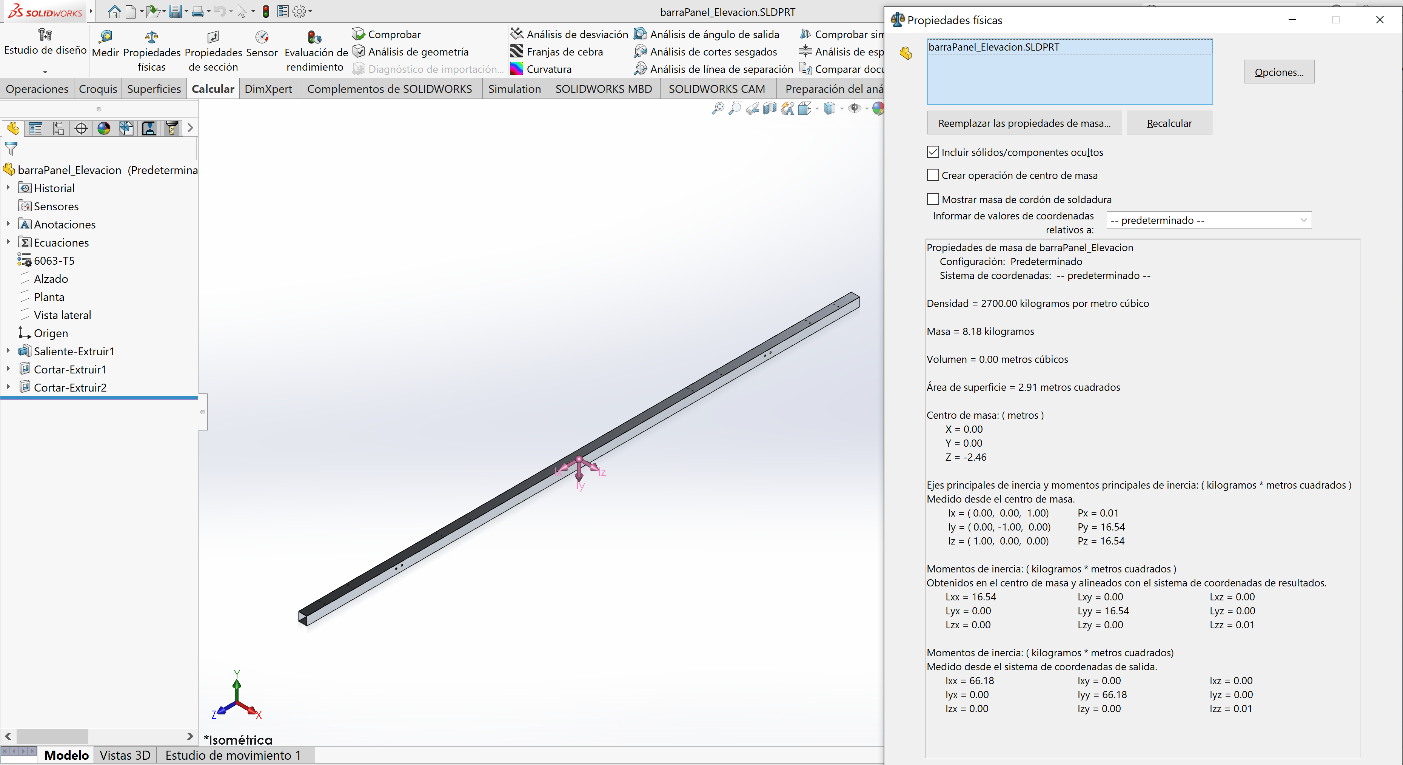 SOLIDWORKS
barraPanel_Elevacion.SLDPRT
Estudio de diseño
Medir
Propiedades físicas
Propiedades de sección
Sensor
Evaluación de rendimiento
Comprobar
Análisis de geometría
Diagnóstico de importación...
Análisis de desviación
Franjas de cebra
Curvatura
Análisis de ángulo de salida
Análisis de cortes sesgados
Análisis de línea de separación
Comprobar sim
Análisis de esp
Comparar docu
Operaciones
Croquis
Superficies
Calcular
DimXpert
Complementos de SOLIDWORKS
Simulation
SOLIDWORKS MBD
SOLIDWORKS CAM
Preparación del aná
barraPanel_Elevacion (Predetermina
Historial
Sensores
Anotaciones
Ecuaciones
6063-T5
Alzado
Planta
Vista lateral
Origen
Saliente-Extruir1
Cortar-Extruir1
Cortar-Extruir2
Iz
Iy
Y
Z
X
*Isométrica
Modelo
Vistas 3D
Estudio de movimiento 1
Propiedades físicas
barraPanel_Elevacion.SLDPRT
Opciones...
Reemplazar las propiedades de masa...
Recalcular
Incluir sólidos/componentes ocultos
Crear operación de centro de masa
Mostrar masa de cordón de soldadura
Informar de valores de coordenadas
relativos a:
-- predeterminado --
Propiedades de masa de barraPanel_Elevacion
Configuración: Predeterminado
Sistema de coordenadas: -- predeterminado --
Densidad = 2700.00 kilogramos por metro cúbico
Masa = 8.18 kilogramos
Volumen = 0.00 metros cúbicos
Área de superficie = 2.91 metros cuadrados
Centro de masa: ( metros )
X = 0.00
Y = 0.00
Z = -2.46
Ejes principales de inercia y momentos principales de inercia: ( kilogramos * metros cuadrados )
Medido desde el centro de masa.
Ix = ( 0.00, 0.00, 1.00) Px = 0.01
Iy = ( 0.00, -1.00, 0.00) Py = 16.54
Iz = ( 1.00, 0.00, 0.00) Pz = 16.54
Momentos de inercia: ( kilogramos * metros cuadrados )
Obtenidos en el centro de masa y alineados con el sistema de coordenadas de resultados.
Lxx = 16.54 Lxy = 0.00 Lxz = 0.00
Lyx = 0.00 Lyy = 16.54 Lyz = 0.00
Lzx = 0.00 Lzy = 0.00 Lzz = 0.01
Momentos de inercia: ( kilogramos * metros cuadrados)
Medido desde el sistema de coordenadas de salida.
Ixx = 66.18 Ixy = 0.00 Ixz = 0.00
Iyx = 0.00 Iyy = 66.18 Iyz = 0.00
Izx = 0.00 Izy = 0.00 Izz = 0.01